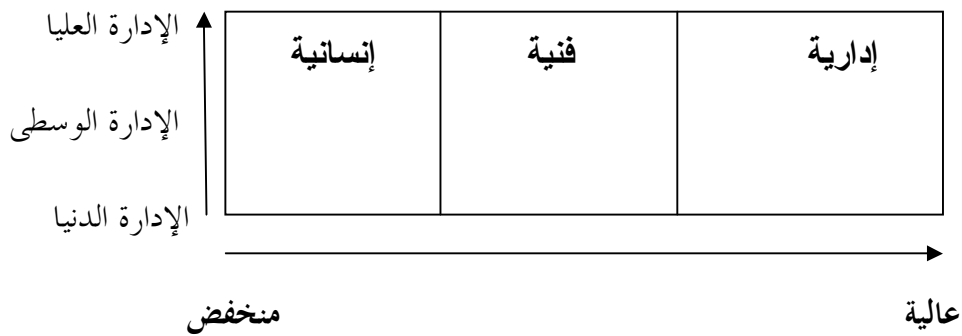 الإدارة العليا
إدارية فنية إنسانية
الإدارة الوسطى
الإدارة الدنيا
عالية منخفض